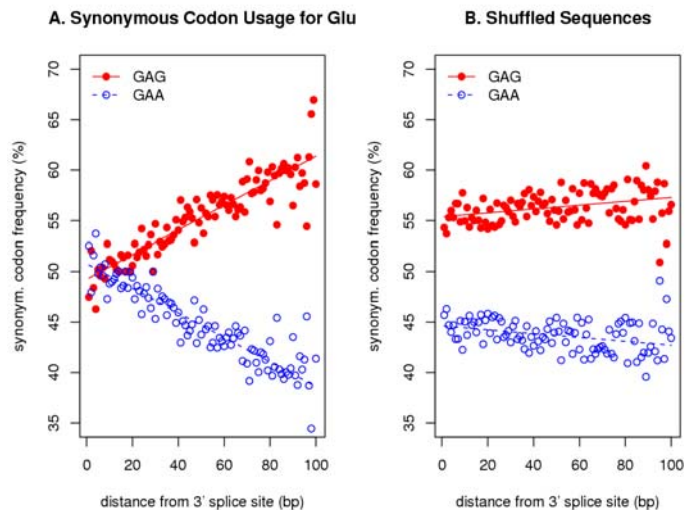 A. Synonymous Codon Usage for Glu
GAG
GAA
synonym. codon frequency (%)
70
65
60
55
50
45
40
35
0 20 40 60 80 100
distance from 3' splice site (bp)
B. Shuffled Sequences
GAG
GAA
synonym. codon frequency (%)
70
65
60
55
50
45
40
35
0 20 40 60 80 100
distance from 3' splice site (bp)